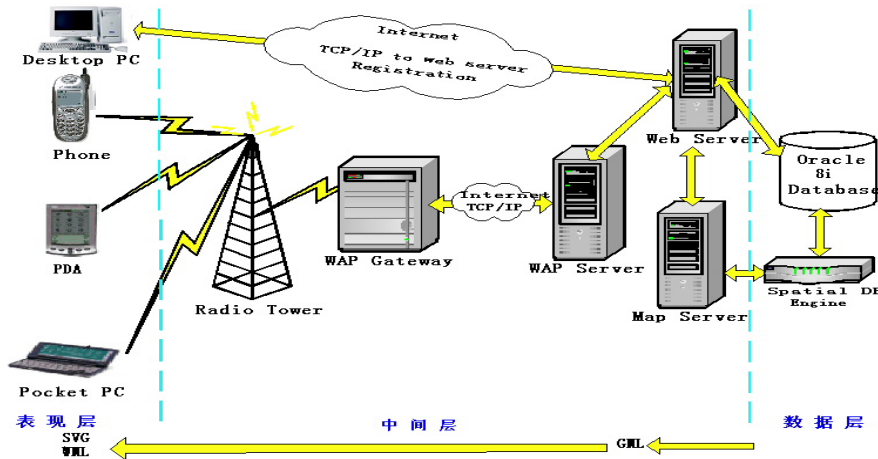 Internet
TCP/IP to Web server
Registration
Desktop PC
Phone
Web Server
Oracle
8i
Database
Internet
TCP/IP
PDA
WAP Gateway
WAP Server
Radio Tower
Map Server
Spatial DB
Engine
Pocket PC
表现层
中间层
数据层
SVG
WML
GML